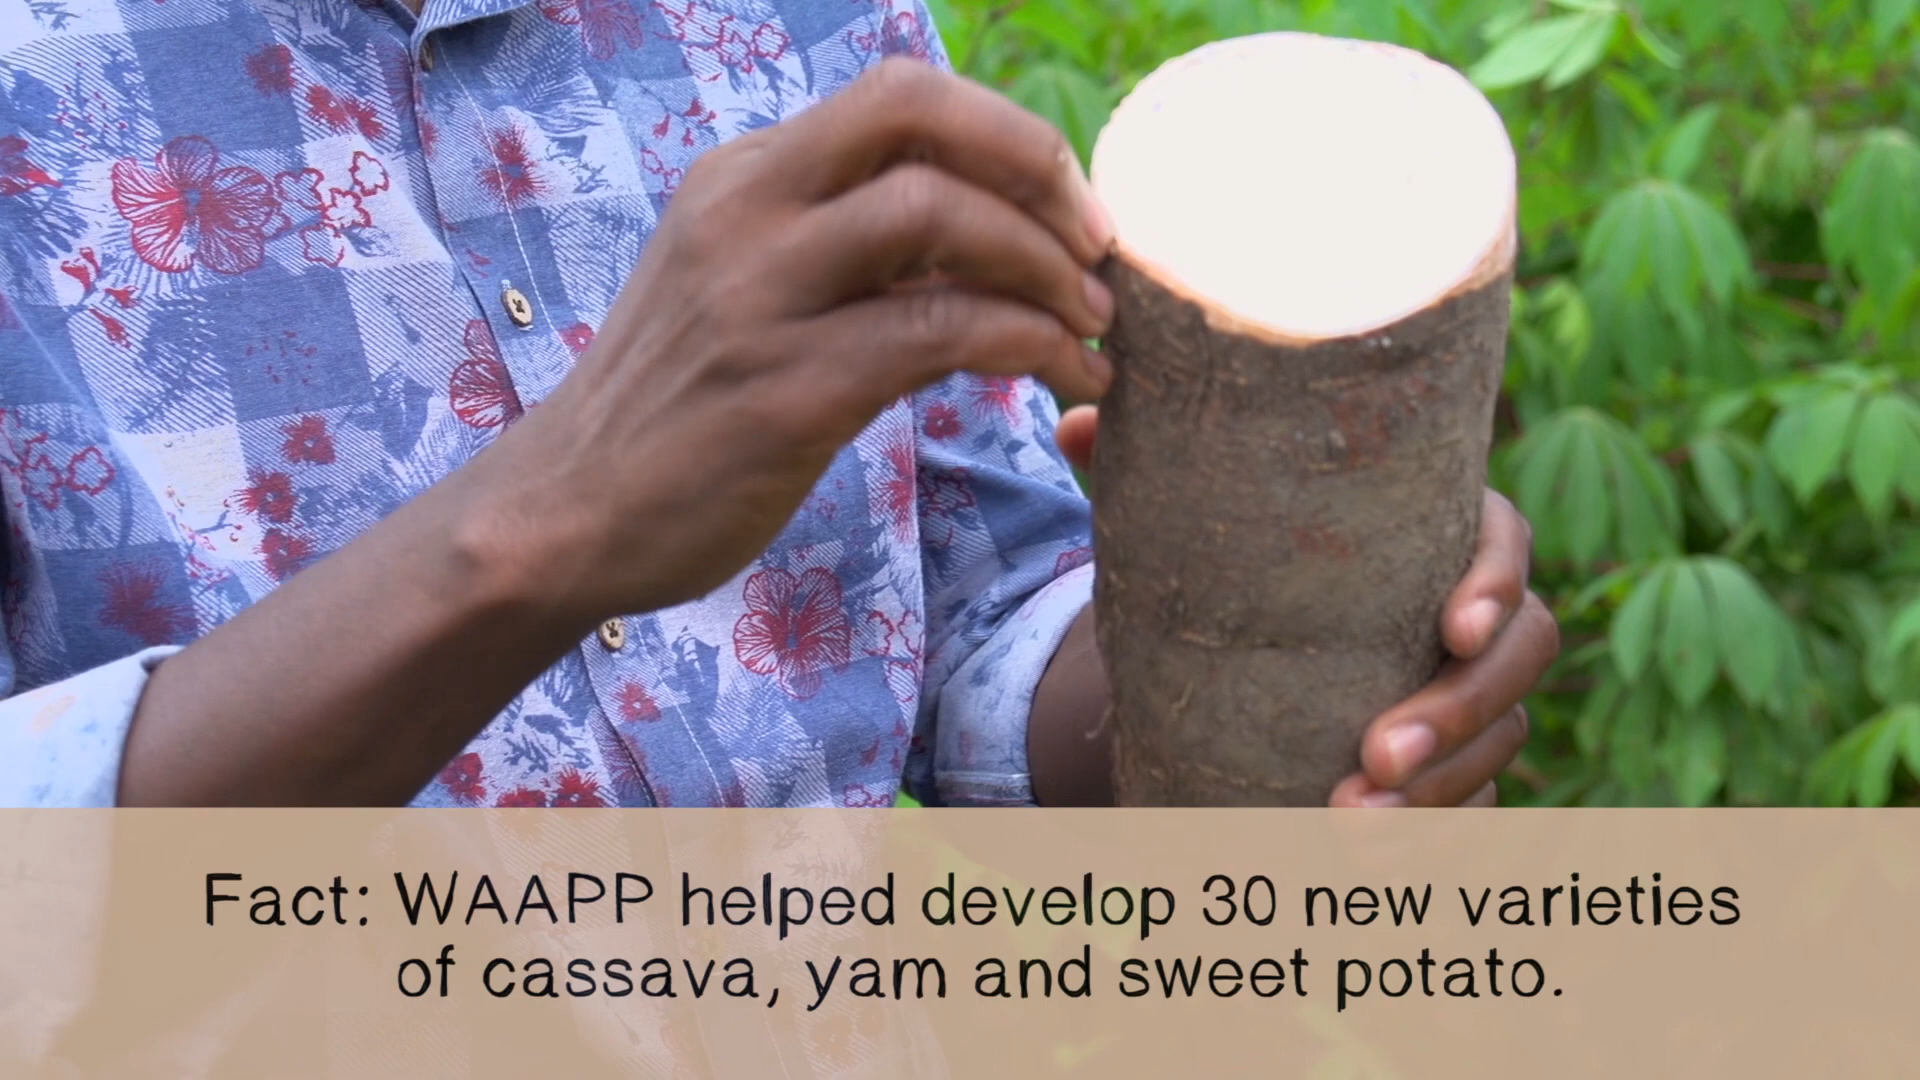 Fact: WAAPP helped develop 30 new varieties
of cassava, yam and sweet potato.